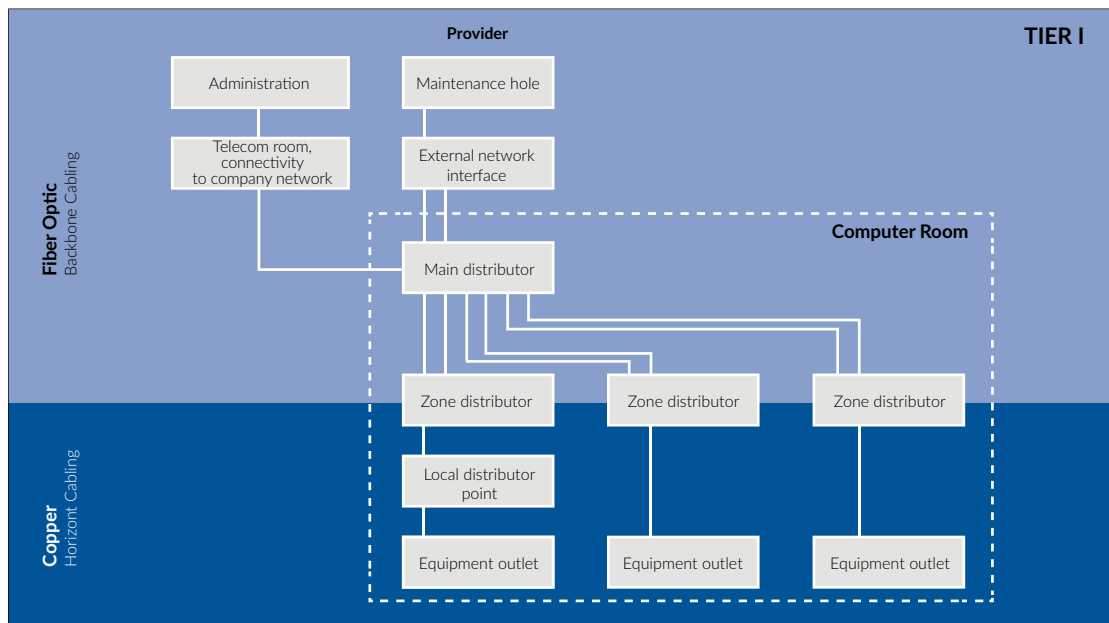 Provider
TIER I
Administration
Maintenance hole
Telecom room,
connectivity
to company network
External network
interface
Fiber Optic
Backbone Cabling
Computer Room
Main distributor
Zone distributor
Zone distributor
Zone distributor
Copper
Horizont Cabling
Local distributor
point
Equipment outlet
Equipment outlet
Equipment outlet